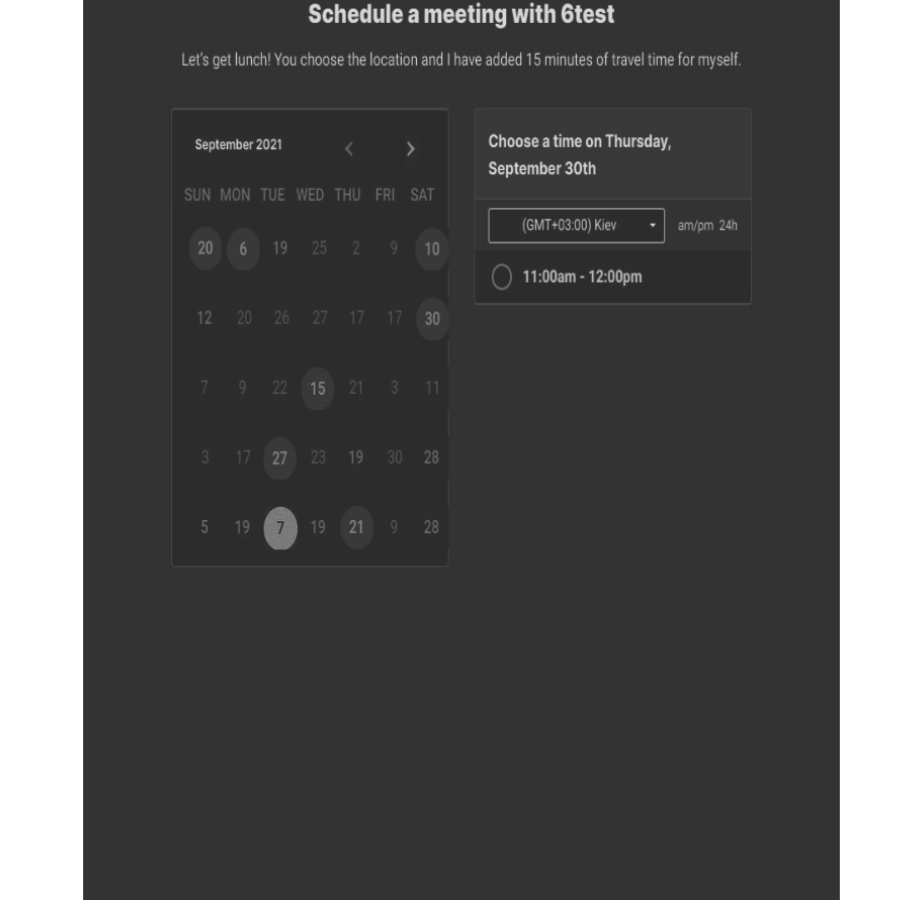 Schedule a meeting with 6test
Let's get lunch! You choose the location and I have added 15 minutes of travel time for myself.
September 2021
SUN MON TUE WED THU FRI SAT
20 6 19 25 2 9 10
12 20 26 27 17 17 30
7 9 22 15 21 3 11
3 17 27 23 19 30 28
5 19 7 19 21 9 28
Choose a time on Thursday,
September 30th
(GMT+03:00) Kiev am/pm 24h
11:00am - 12:00pm